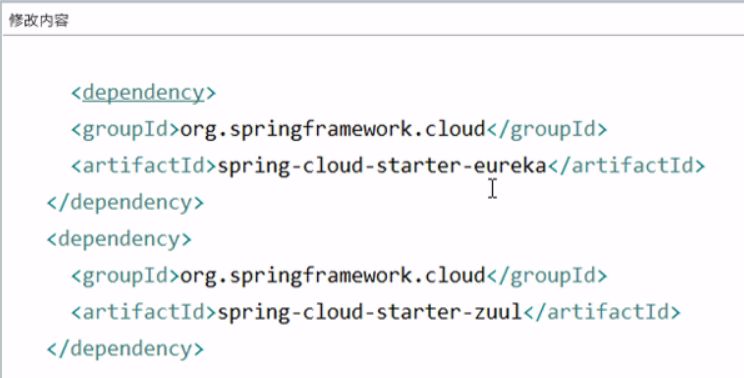 修改内容
<dependency>
<groupId>org.springframework.cloud</groupId>
<artifactId>spring-cloud-starter-eureka</artifactId>
</dependency>
<dependency>
<groupId>org.springframework.cloud</groupId>
<artifactId>spring-cloud-starter-zuul</artifactId>
</dependency>